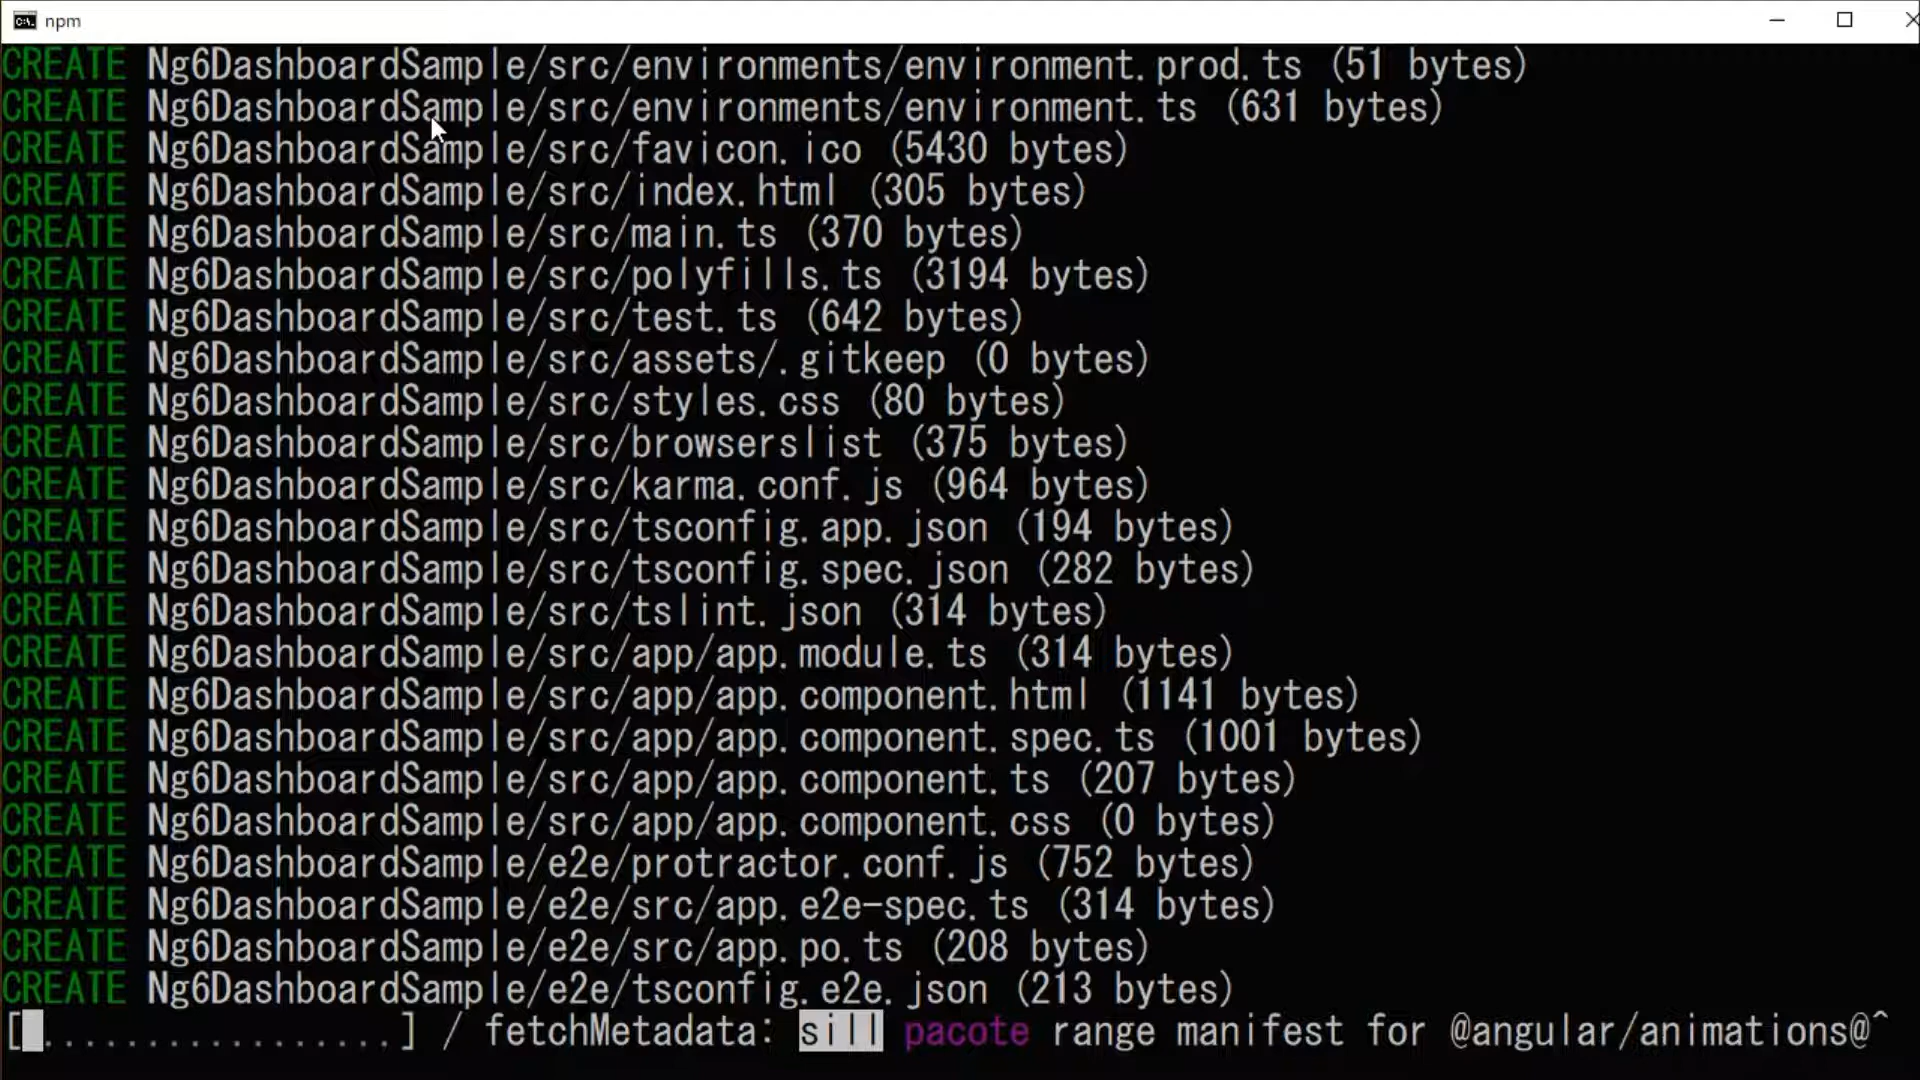 npm
CREATE Ng6DashboardSample/src/environments/environment.prod.ts (51 bytes)
CREATE Ng6DashboardSample/src/environments/environment.ts (631 bytes)
CREATE Ng6DashboardSample/src/favicon.ico (5430 bytes)
CREATE Ng6DashboardSample/src/index.html (305 bytes)
CREATE Ng6DashboardSample/src/main.ts (370 bytes)
CREATE Ng6DashboardSample/src/polyfills.ts (3194 bytes)
CREATE Ng6DashboardSample/src/test.ts (642 bytes)
CREATE Ng6DashboardSample/src/assets/.gitkeep (0 bytes)
CREATE Ng6DashboardSample/src/styles.css (80 bytes)
CREATE Ng6DashboardSample/src/browserslist (375 bytes)
CREATE Ng6DashboardSample/src/karma.conf.js (964 bytes)
CREATE Ng6DashboardSample/src/tsconfig.app.json (194 bytes)
CREATE Ng6DashboardSample/src/tsconfig.spec.json (282 bytes)
CREATE Ng6DashboardSample/src/tslint.json (314 bytes)
CREATE Ng6DashboardSample/src/app/app.module.ts (314 bytes)
CREATE Ng6DashboardSample/src/app/app.component.html (1141 bytes)
CREATE Ng6DashboardSample/src/app/app.component.spec.ts (1001 bytes)
CREATE Ng6DashboardSample/src/app/app.component.ts (207 bytes)
CREATE Ng6DashboardSample/src/app/app.component.css (0 bytes)
CREATE Ng6DashboardSample/e2e/protractor.conf.js (752 bytes)
CREATE Ng6DashboardSample/e2e/src/app.e2e-spec.ts (314 bytes)
CREATE Ng6DashboardSample/e2e/src/app.po.ts (208 bytes)
CREATE Ng6DashboardSample/e2e/tsconfig.e2e.json (213 bytes)
[ .................] / fetchMetadata: sill pacote range manifest for @angular/animations@^